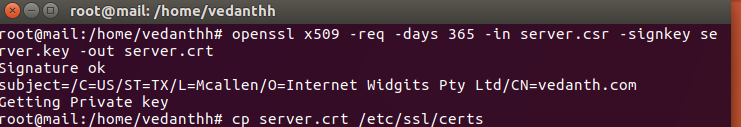 root@mail: /home/vedanthh
root@mail:/home/vedanthh# openssl x509 -req -days 365 -in server.csr -signkey se
rver.key -out server.crt
Signature ok
subject=/C=US/ST=TX/L=Mcallen/O=Internet Widgits Pty Ltd/CN=vedanth.com
Getting Private key
root@mail:/home/vedanthh# cp server.crt /etc/ssl/certs